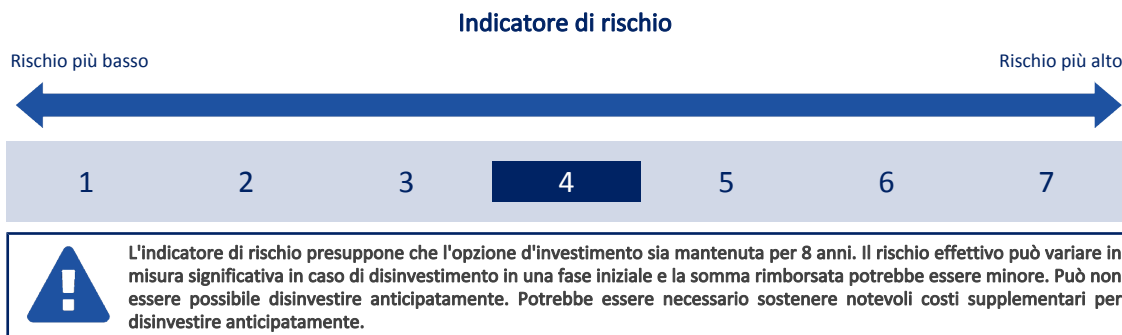 Indicatore di rischio
Rischio più basso Rischio più alto
1 2 3 4 5 6 7
L'indicatore di rischio presuppone che l'opzione d'investimento sia mantenuta per 8 anni. Il rischio effettivo può variare in
misura significativa in caso di disinvestimento in una fase iniziale e la somma rimborsata potrebbe essere minore. Può non
essere possibile disinvestire anticipatamente. Potrebbe essere necessario sostenere notevoli costi supplementari per
disinvestire anticipatamente.